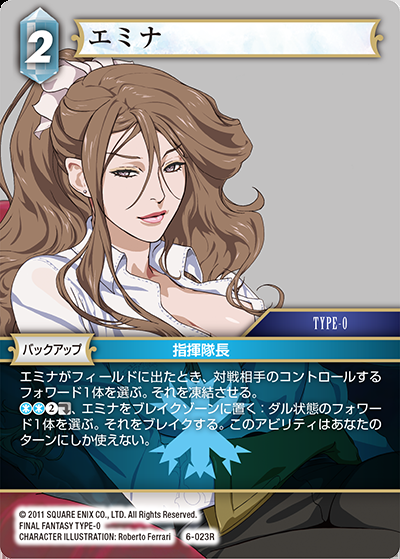 2
エミナ
TYPE-0
バックアップ
指揮隊長
エミナがフィールドに出たとき、対戦相手のコントロールする
フォワード1体を選ぶ。それを凍結させる。
2、エミナをブレイクゾーンに置く:ダル状態のフォワー
ド1体を選ぶ。それをブレイクする。このアビリティはあなたの
ターンにしか使えない。
© 2011 SQUARE ENIX CO., LTD. All Rights Reserved.
FINAL FANTASY TYPE-0
CHARACTER ILLUSTRATION: Roberto Ferrari 6-023R